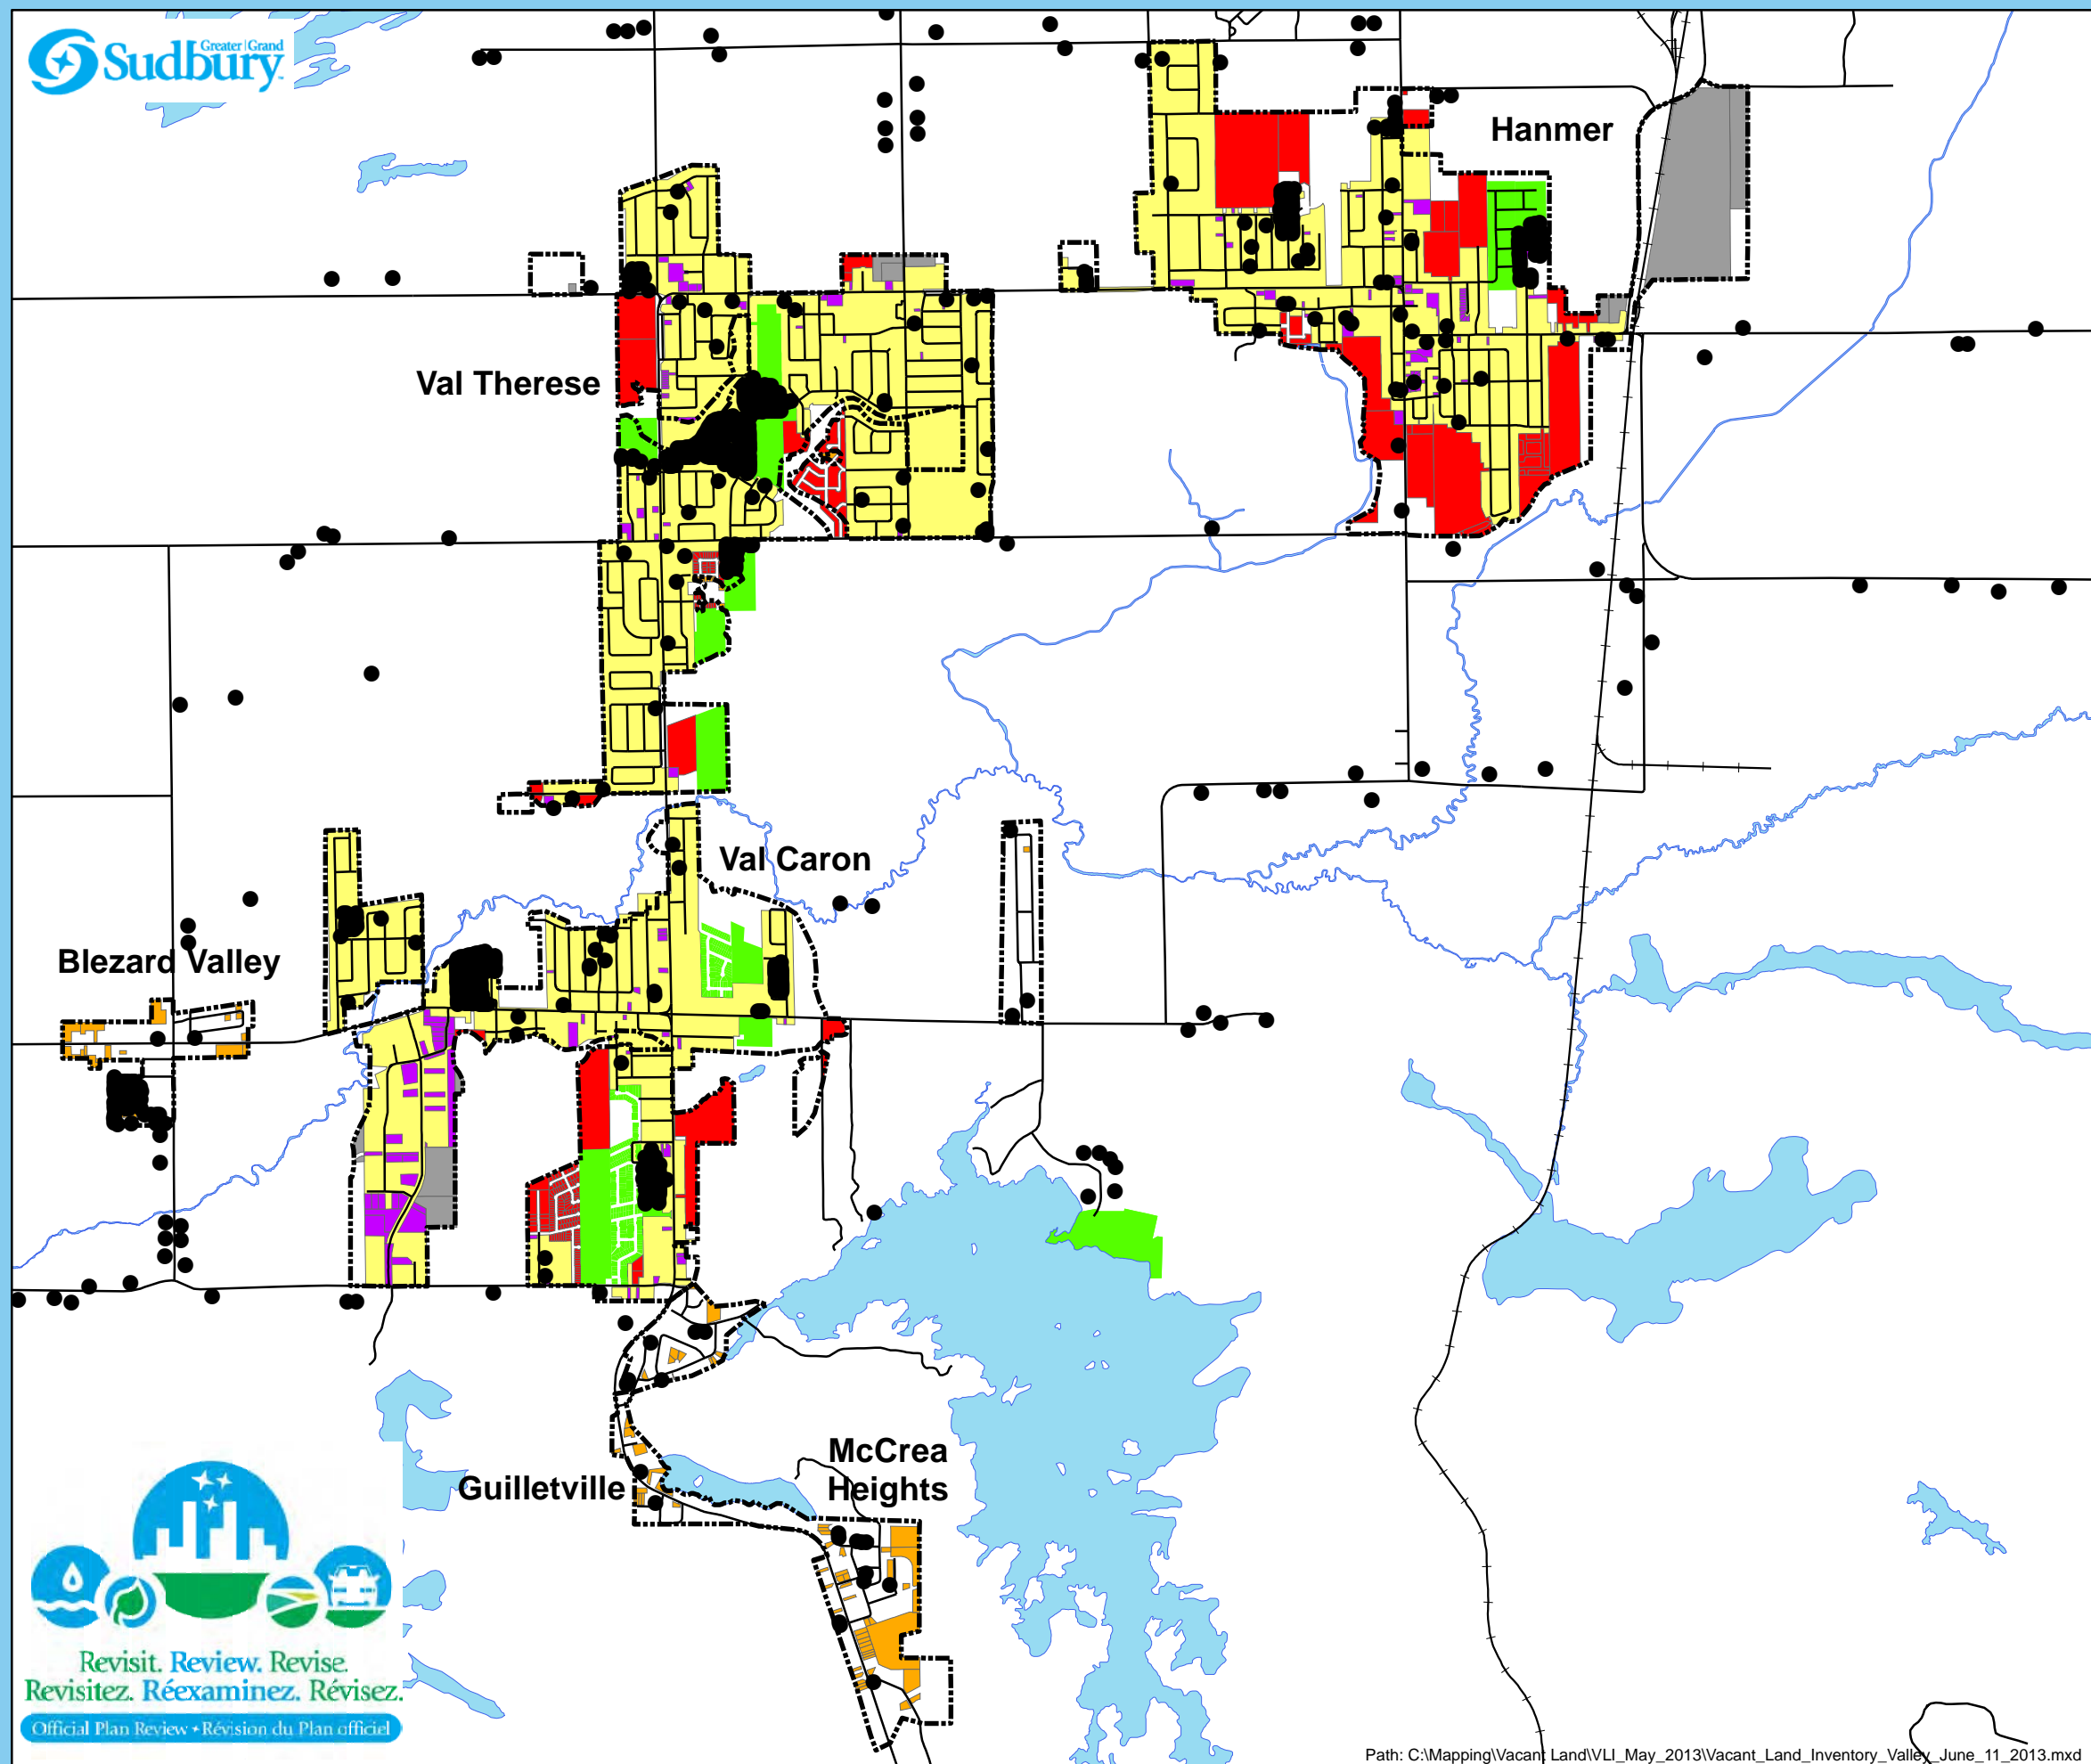 Greater | Grand
Sudbury
Hanmer
Val Therese
Val Caron
Blezard Valley
McCrea
Heights
Guilletville
Revisit. Review. Revise.
Revisitez. Réexaminez. Révisez.
Official Plan Review • Révision du Plan officiel
Path: C:\Mapping\Vacant Land\VLI_May_2013\Vacant_Land_Inventory_Valley_June_11_2013.mxd